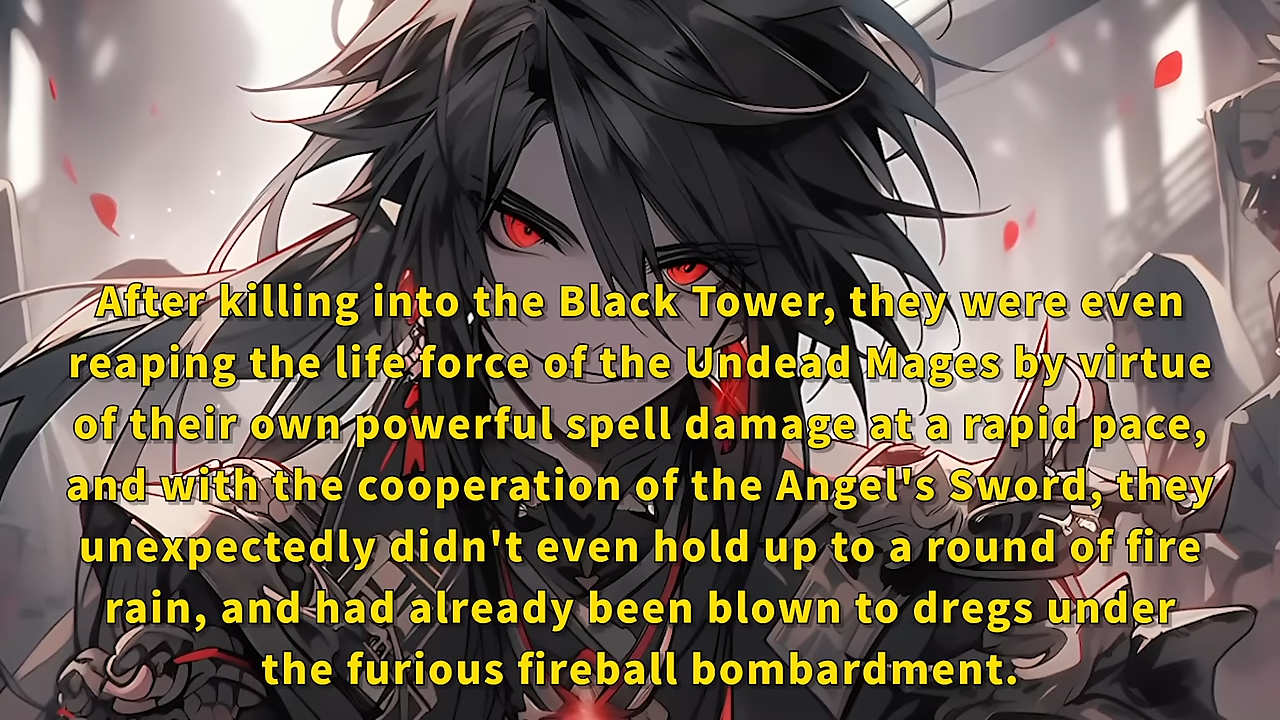 After killing into the Black Tower, they were even
reaping the life force of the Undead Mages by virtue
of their own powerful spell damage at a rapid pace,
and with the cooperation of the Angel's Sword, they
unexpectedly didn't even hold up to a round of fire
rain, and had already been blown to dregs under
the furious fireball bombardment.